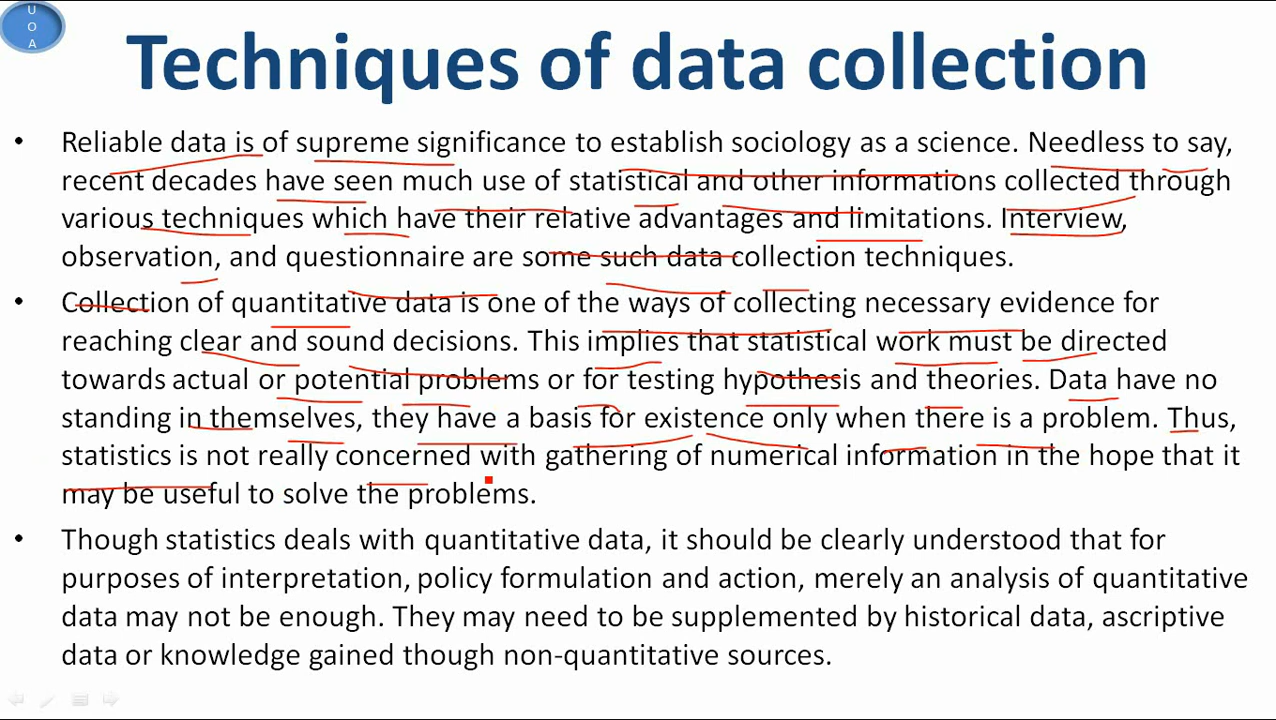 U
O
A
Techniques of data collection
• Reliable data is of supreme significance to establish sociology as a science. Needless to say,
recent decades have seen much use of statistical and other informations collected through
various techniques which have their relative advantages and limitations. Interview,
observation, and questionnaire are some such data collection techniques.
• Collection of quantitative data is one of the ways of collecting necessary evidence for
reaching clear and sound decisions. This implies that statistical work must be directed
towards actual or potential problems or for testing hypothesis and theories. Data have no
standing in themselves, they have a basis for existence only when there is a problem. Thus,
statistics is not really concerned with gathering of numerical information in the hope that it
may be useful to solve the problems.
• Though statistics deals with quantitative data, it should be clearly understood that for
purposes of interpretation, policy formulation and action, merely an analysis of quantitative
data may not be enough. They may need to be supplemented by historical data, ascriptive
data or knowledge gained though non-quantitative sources.